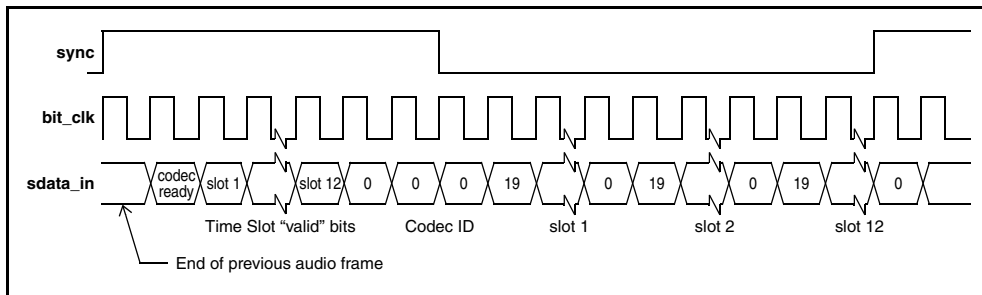 sync
bit_clk
sdata_in
codec ready
slot 1
slot 12
0
0
0
19
0
19
0
19
0
Time Slot “valid” bits
Codec ID
slot 1
slot 2
slot 12
End of previous audio frame